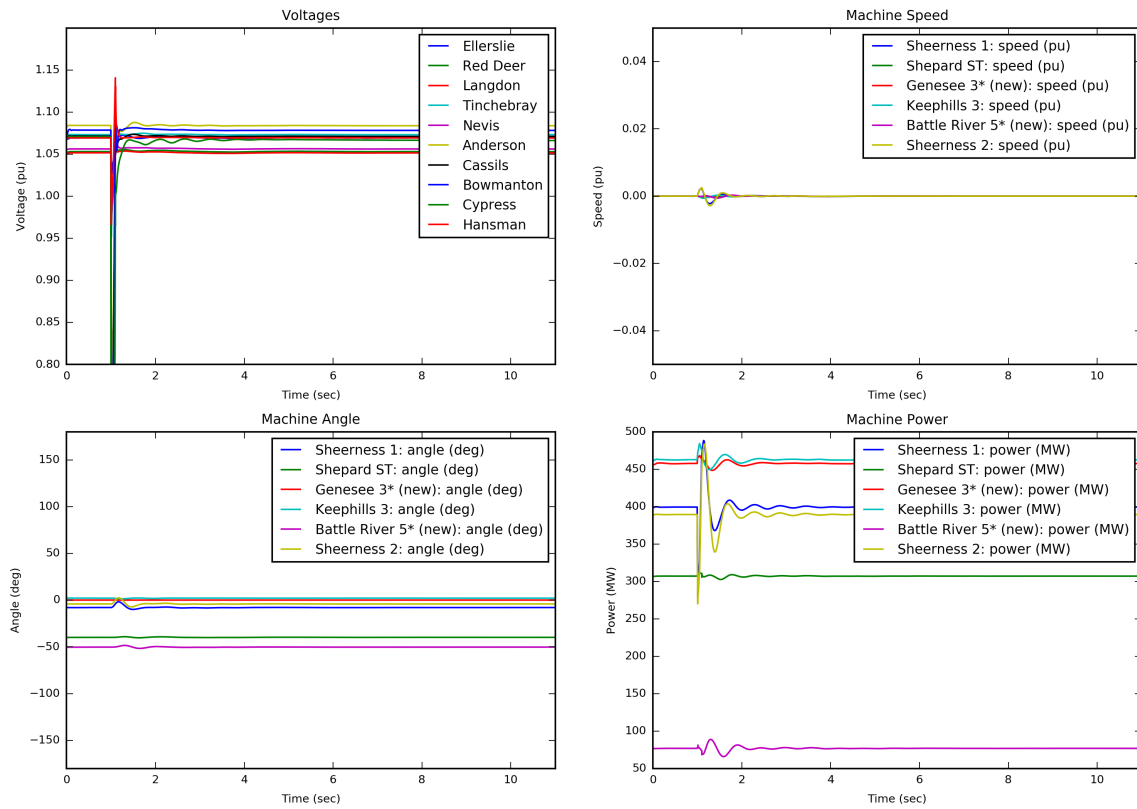 Voltages
1.15
1.10
1.05
1.00
0.95
0.90
0.85
0.80
Voltage (pu)
Ellerslie
Red Deer
Langdon
Tinchebray
Nevis
Anderson
Cassils
Bowmanton
Cypress
Hansman
0 2 4 6 8 10
Time (sec)
Machine Speed
0.04
0.02
0.00
−0.02
−0.04
Speed (pu)
Sheerness 1: speed (pu)
Shepard ST: speed (pu)
Genesee 3* (new): speed (pu)
Keephills 3: speed (pu)
Battle River 5* (new): speed (pu)
Sheerness 2: speed (pu)
0 2 4 6 8 10
Time (sec)
Machine Angle
150
100
50
0
−50
−100
−150
Angle (deg)
Sheerness 1: angle (deg)
Shepard ST: angle (deg)
Genesee 3* (new): angle (deg)
Keephills 3: angle (deg)
Battle River 5* (new): angle (deg)
Sheerness 2: angle (deg)
0 2 4 6 8 10
Time (sec)
Machine Power
500
450
400
350
300
250
200
150
100
50
Power (MW)
Sheerness 1: power (MW)
Shepard ST: power (MW)
Genesee 3* (new): power (MW)
Keephills 3: power (MW)
Battle River 5* (new): power (MW)
Sheerness 2: power (MW)
0 2 4 6 8 10
Time (sec)